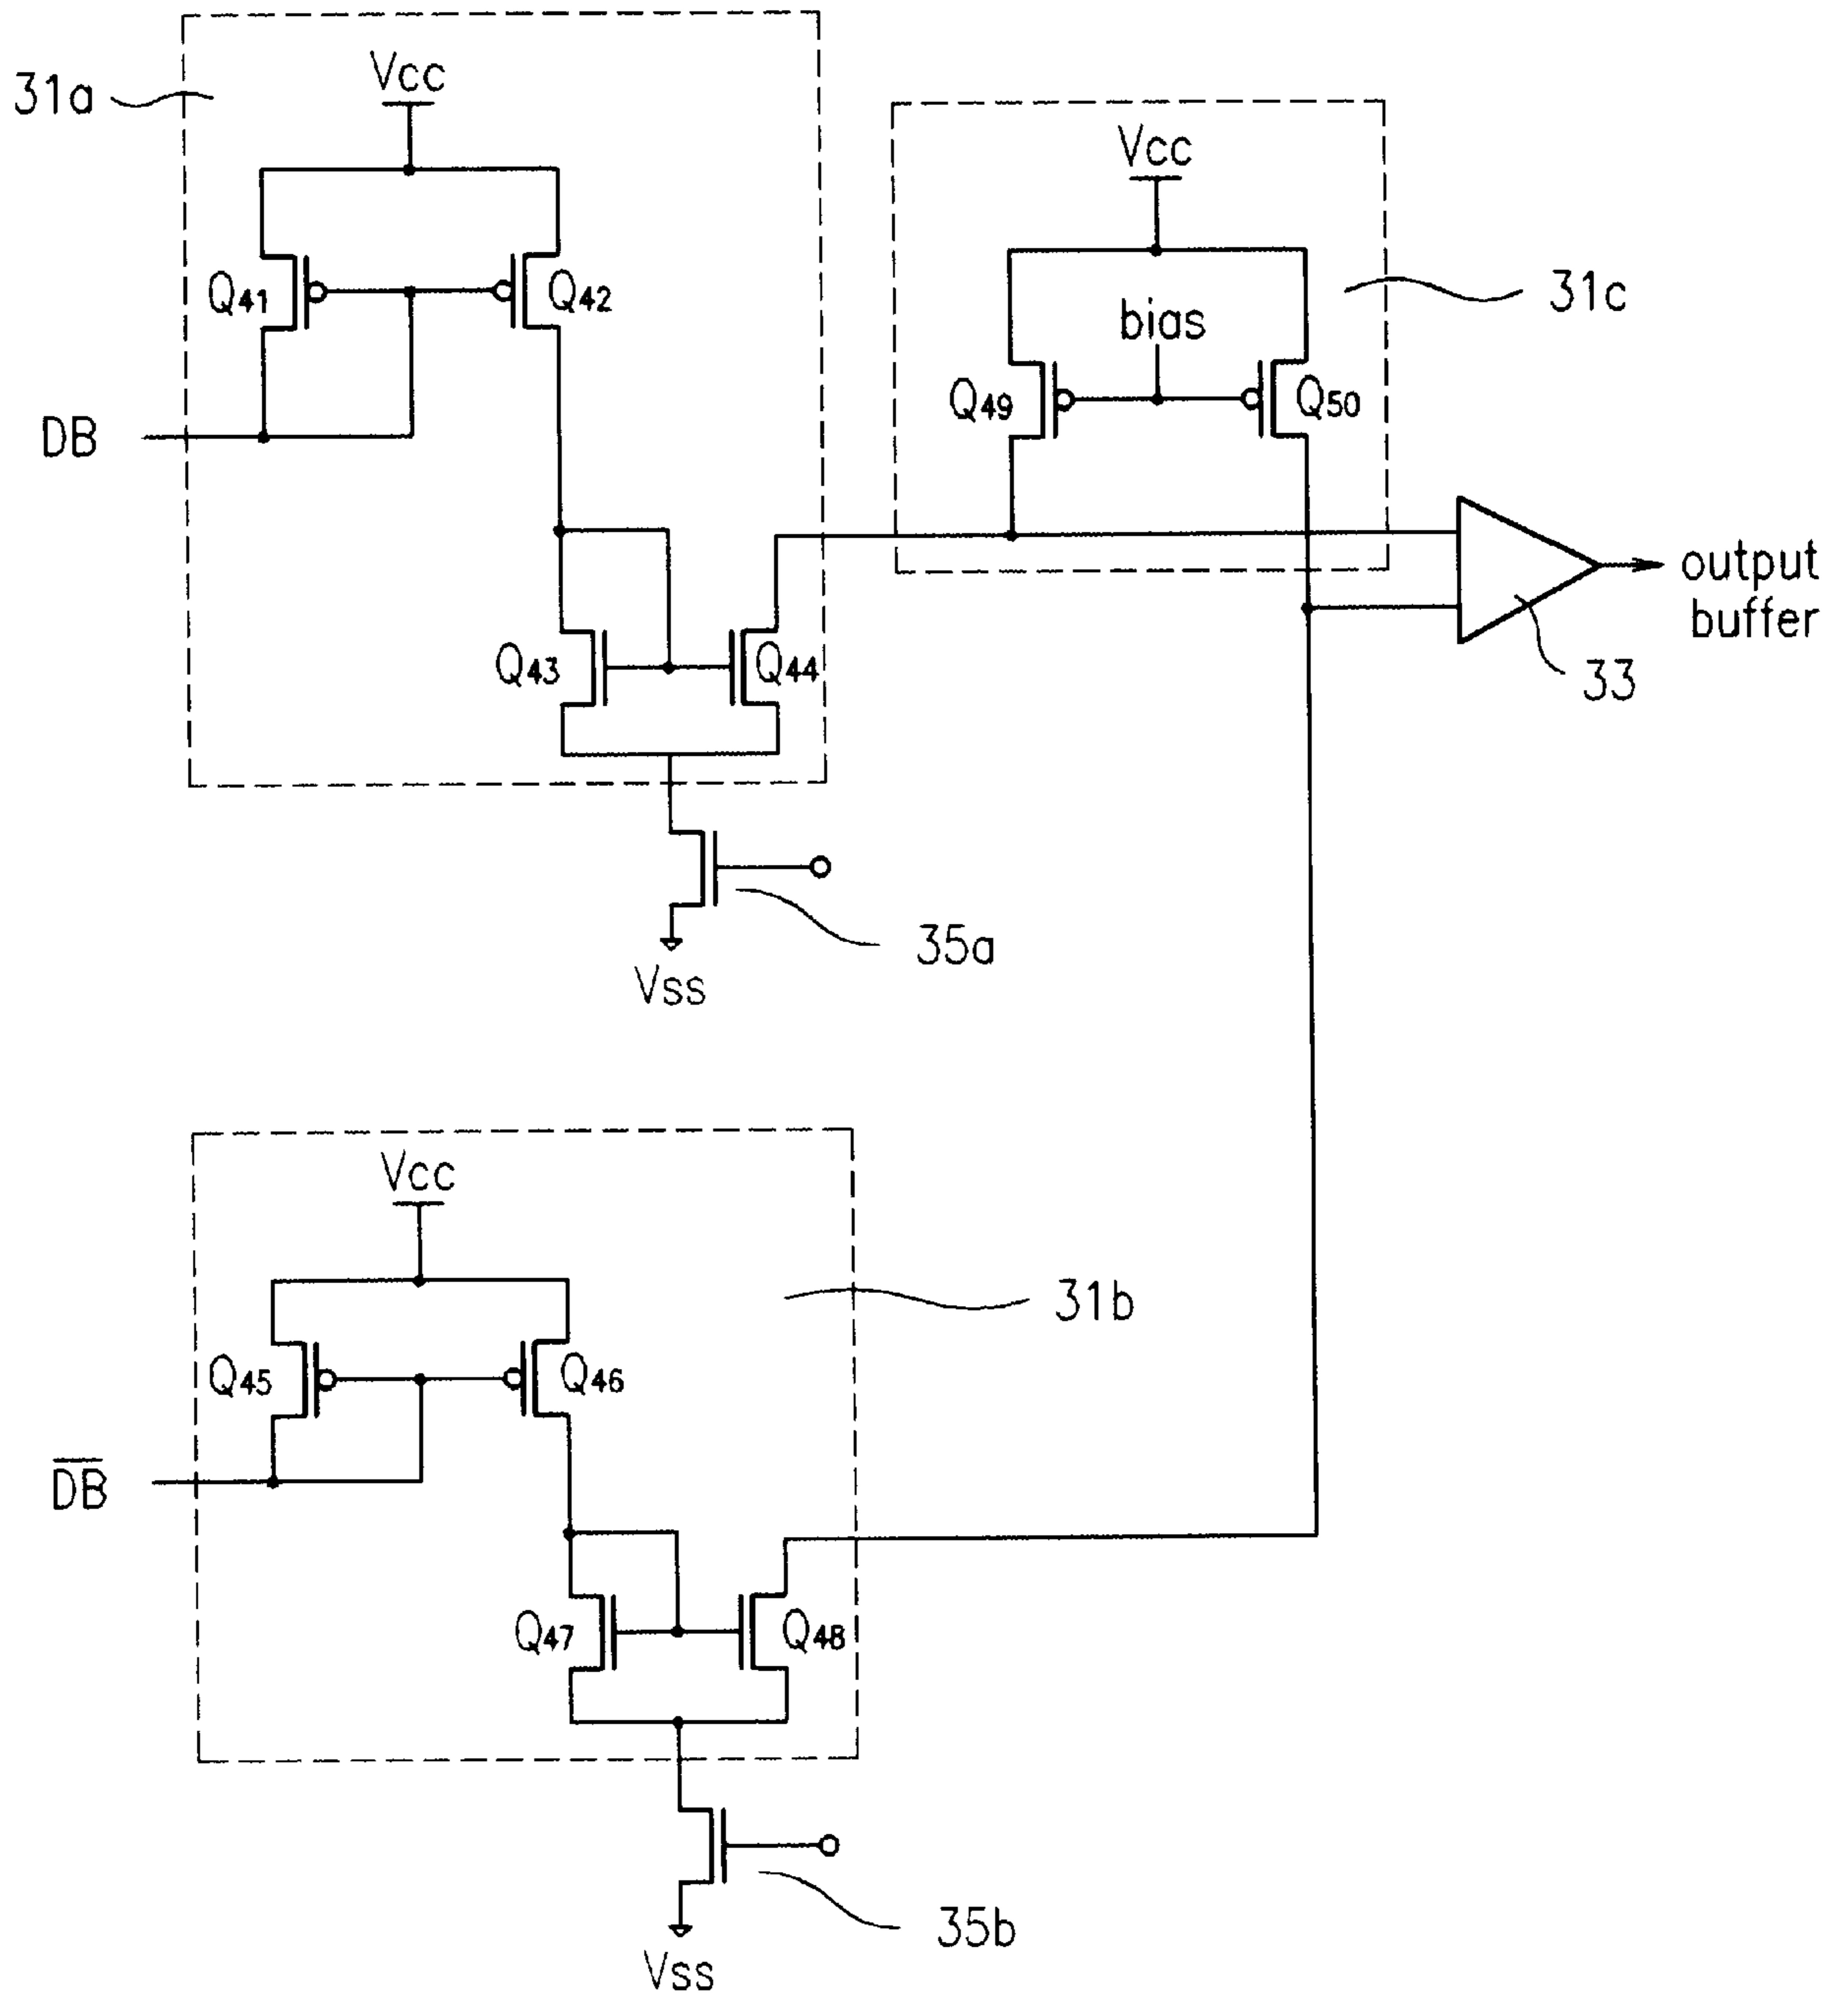 31a
Vcc
Vcc
Q41
Q42
31c
bias
Q49
Q50
DB
output
buffer
Q43
Q44
33
35a
Vss
Vcc
31b
Q45
Q46
D̅B̅
Q47
Q48
35b
Vss